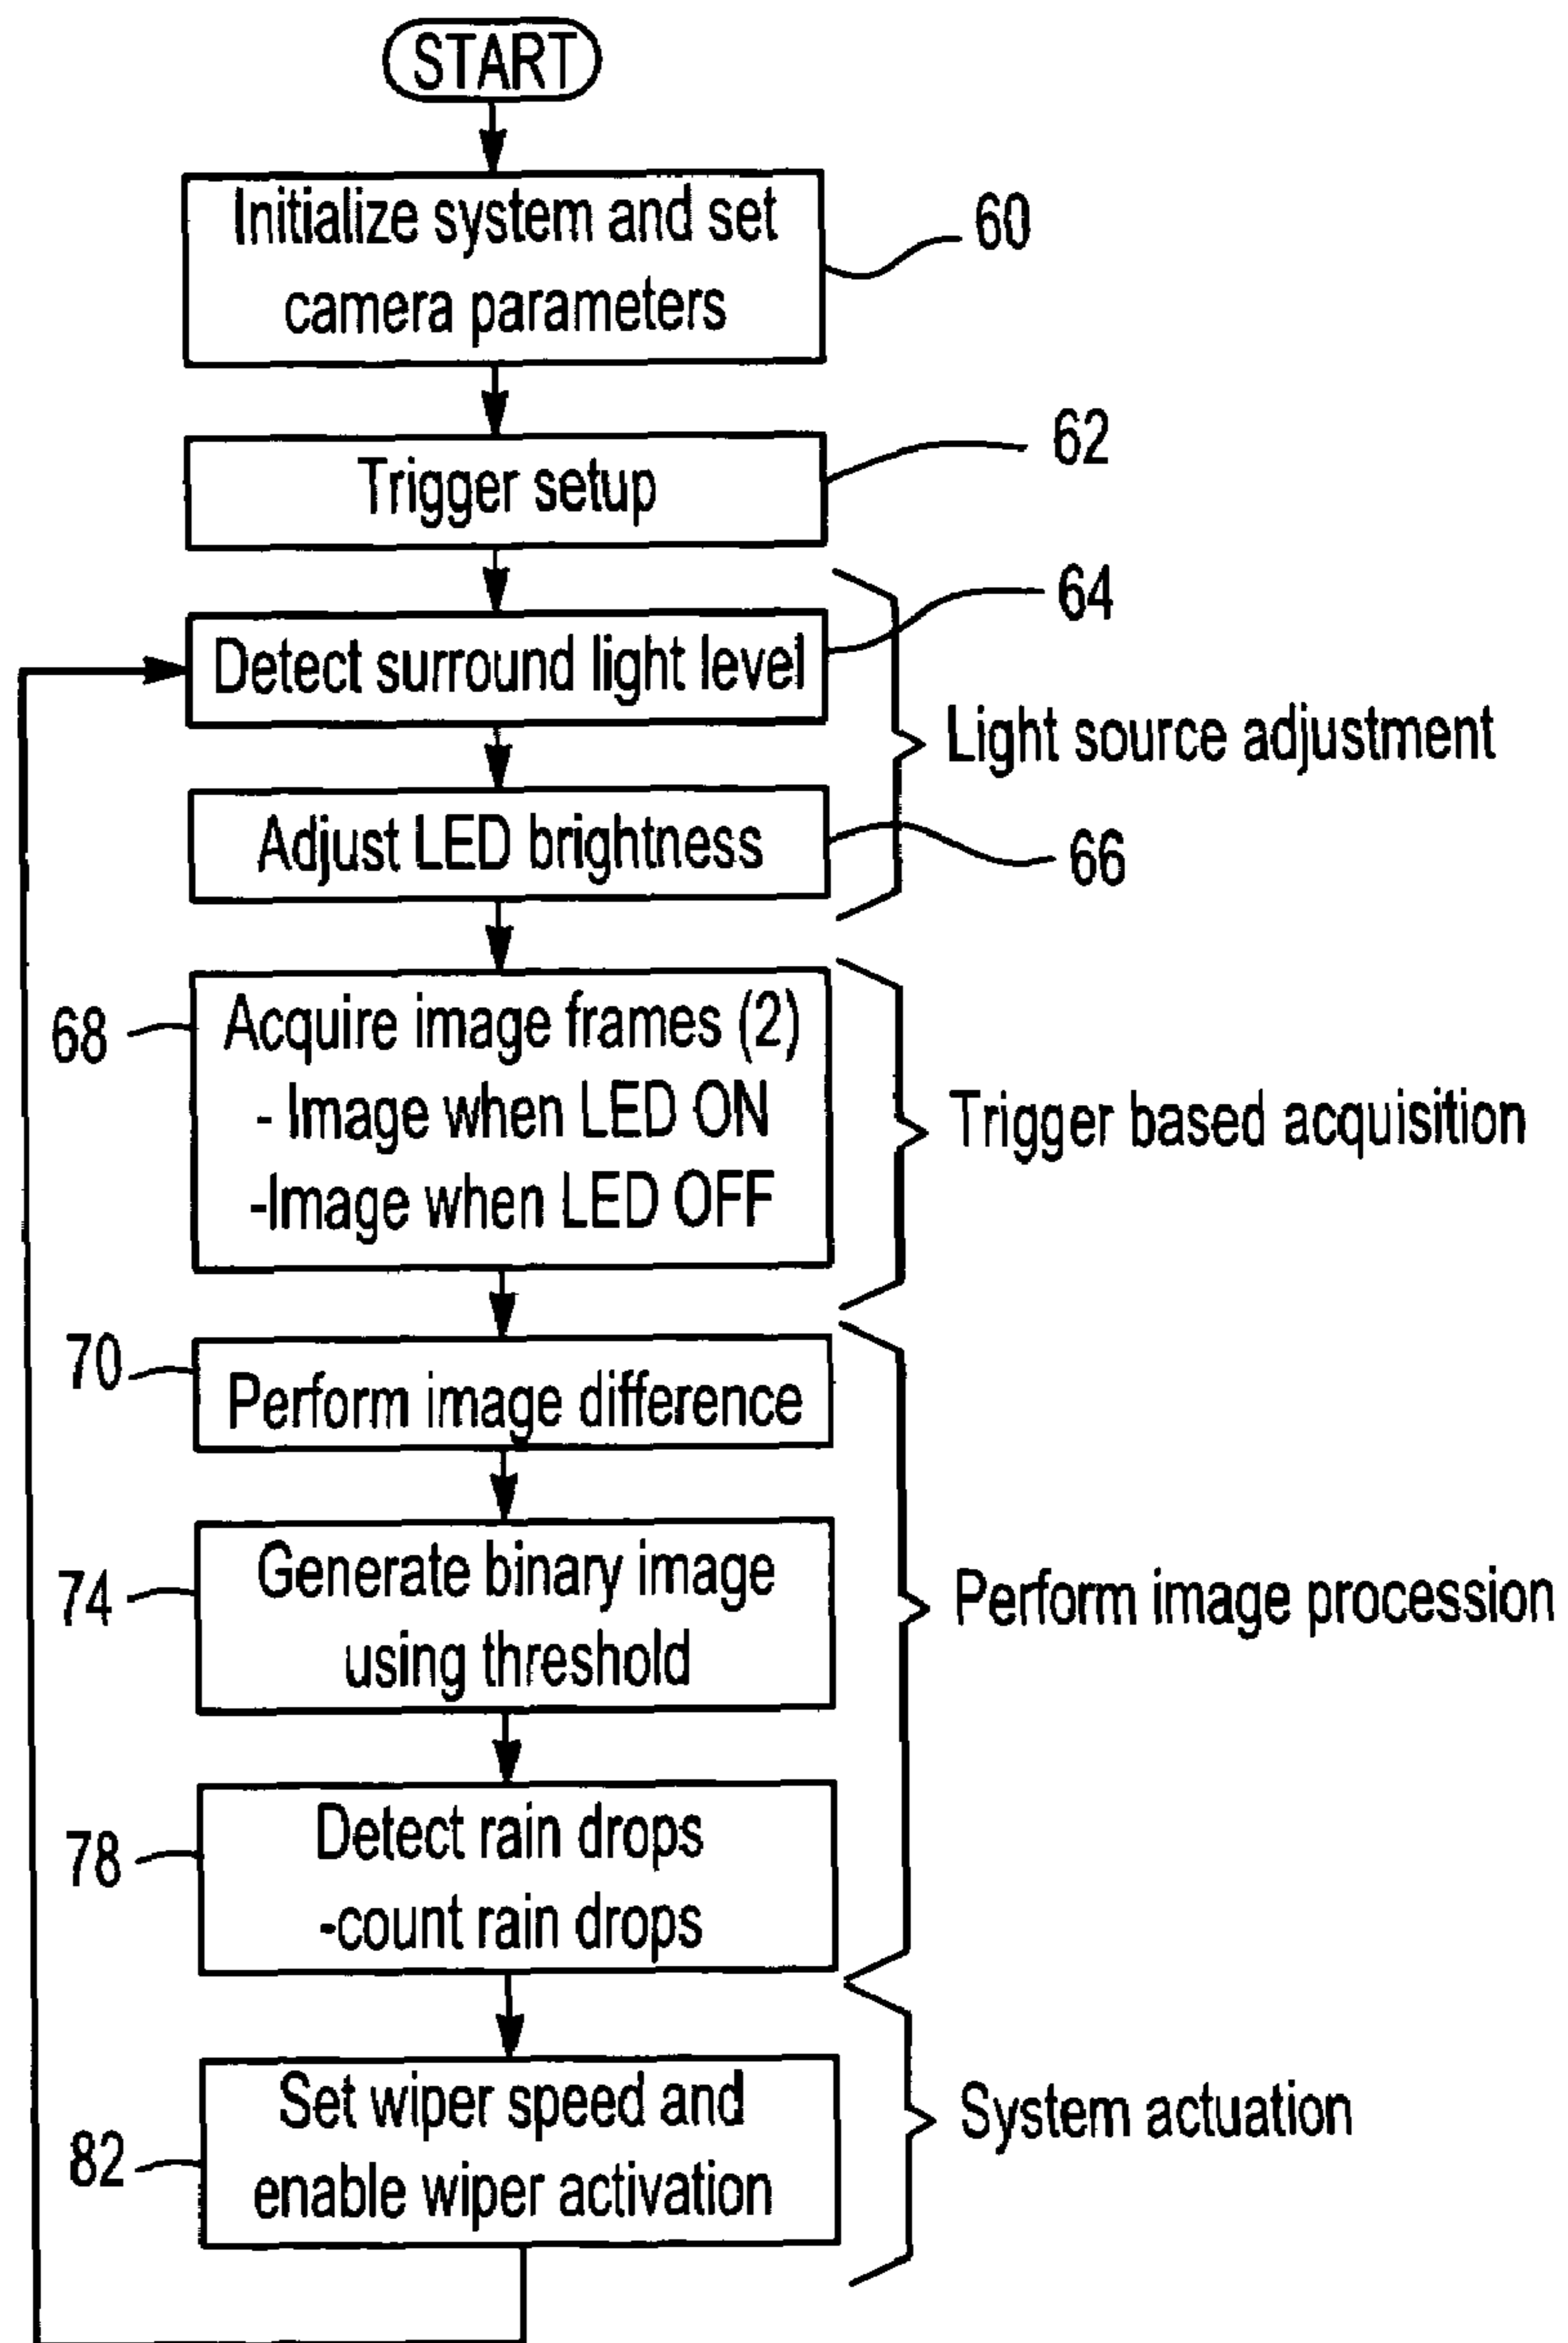 START
Initialize system and set
camera parameters
60
Trigger setup
62
Detect surround light level
64
Light source adjustment
Adjust LED brightness
66
68
Acquire image frames (2)
- Image when LED ON
-Image when LED OFF
Trigger based acquisition
70
Perform image difference
74
Generate binary image
using threshold
Perform image procession
78
Detect rain drops
-count rain drops
82
Set wiper speed and
enable wiper activation
System actuation